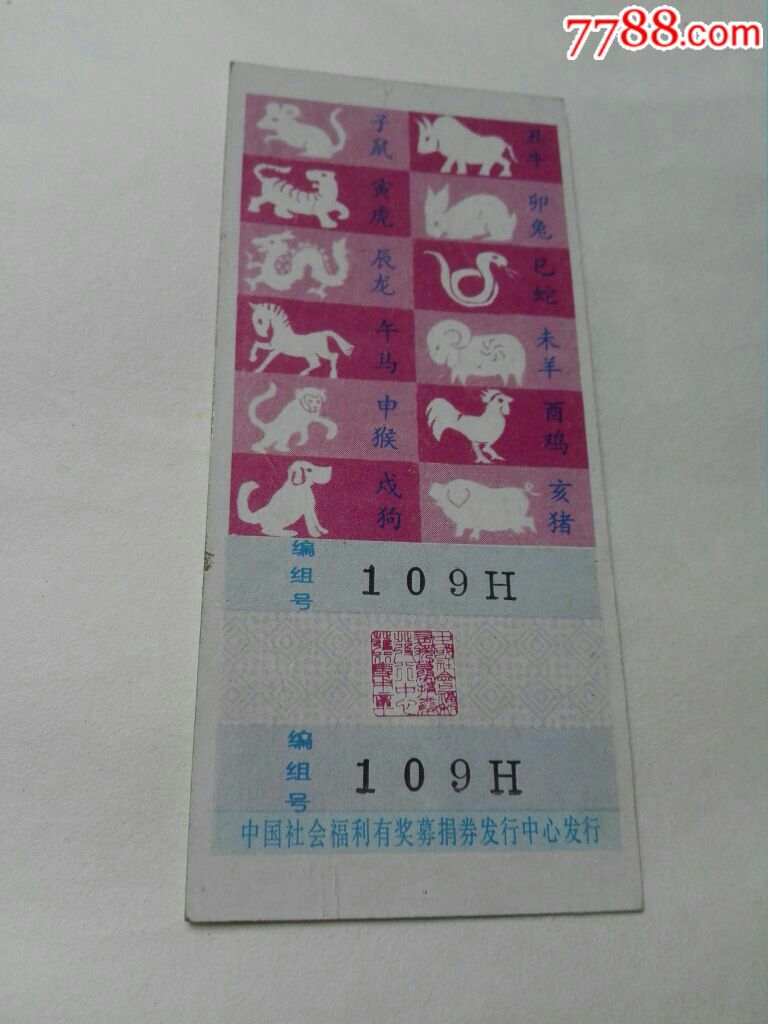 7788.com
子鼠
丑牛
寅虎
卯兔
辰龙
巳蛇
午马
未羊
申猴
酉鸡
戌狗
亥猪
编组号
109H
编组号
109H
中国社会福利有奖募捐券发行中心发行